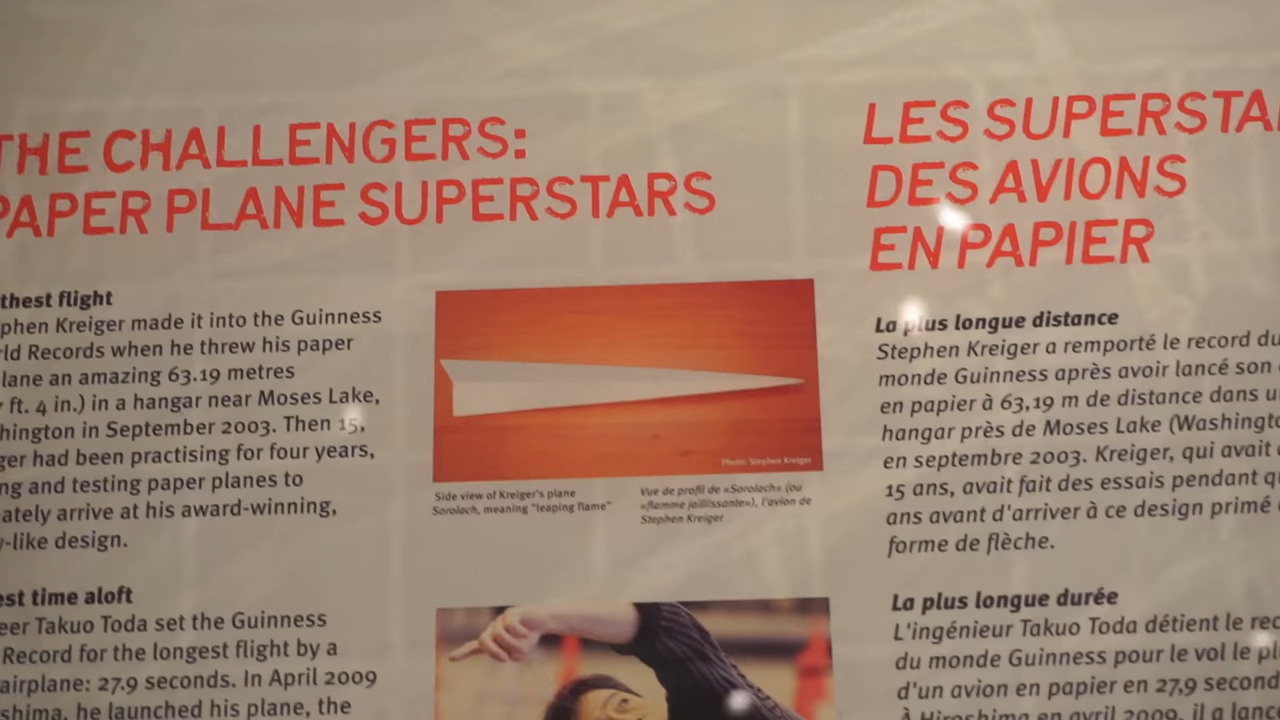 THE CHALLENGERS:
PAPER PLANE SUPERSTARS
thest flight
phen Kreiger made it into the Guinness
rld Records when he threw his paper
lane an amazing 63.19 metres
ft. 4 in.) in a hangar near Moses Lake,
hington in September 2003. Then 15,
ger had been practising for four years,
ng and testing paper planes to
ately arrive at his award-winning,
-like design.
est time aloft
eer Takuo Toda set the Guinness
Record for the longest flight by a
airplane: 27.9 seconds. In April 2009
shima, he launched his plane, the
Photo: Stephen Kreiger
Side view of Kreiger's plane
Soroloch, meaning "leaping flame"
Vue de profil de «Soroloch» (ou
«flamme jaillissante»), l'avion de
Stephen Kreiger
LES SUPERSTA
DES AVIONS
EN PAPIER
La plus longue distance
Stephen Kreiger a remporté le record du
monde Guinness après avoir lancé son
en papier à 63,19 m de distance dans u
hangar près de Moses Lake (Washingto
en septembre 2003. Kreiger, qui avait
15 ans, avait fait des essais pendant q
ans avant d'arriver à ce design primé
forme de flèche.
La plus longue durée
L'ingénieur Takuo Toda détient le rec
du monde Guinness pour le vol le pl
d'un avion en papier en 27,9 second
À Hiroshima en avril 2009, il a lancé